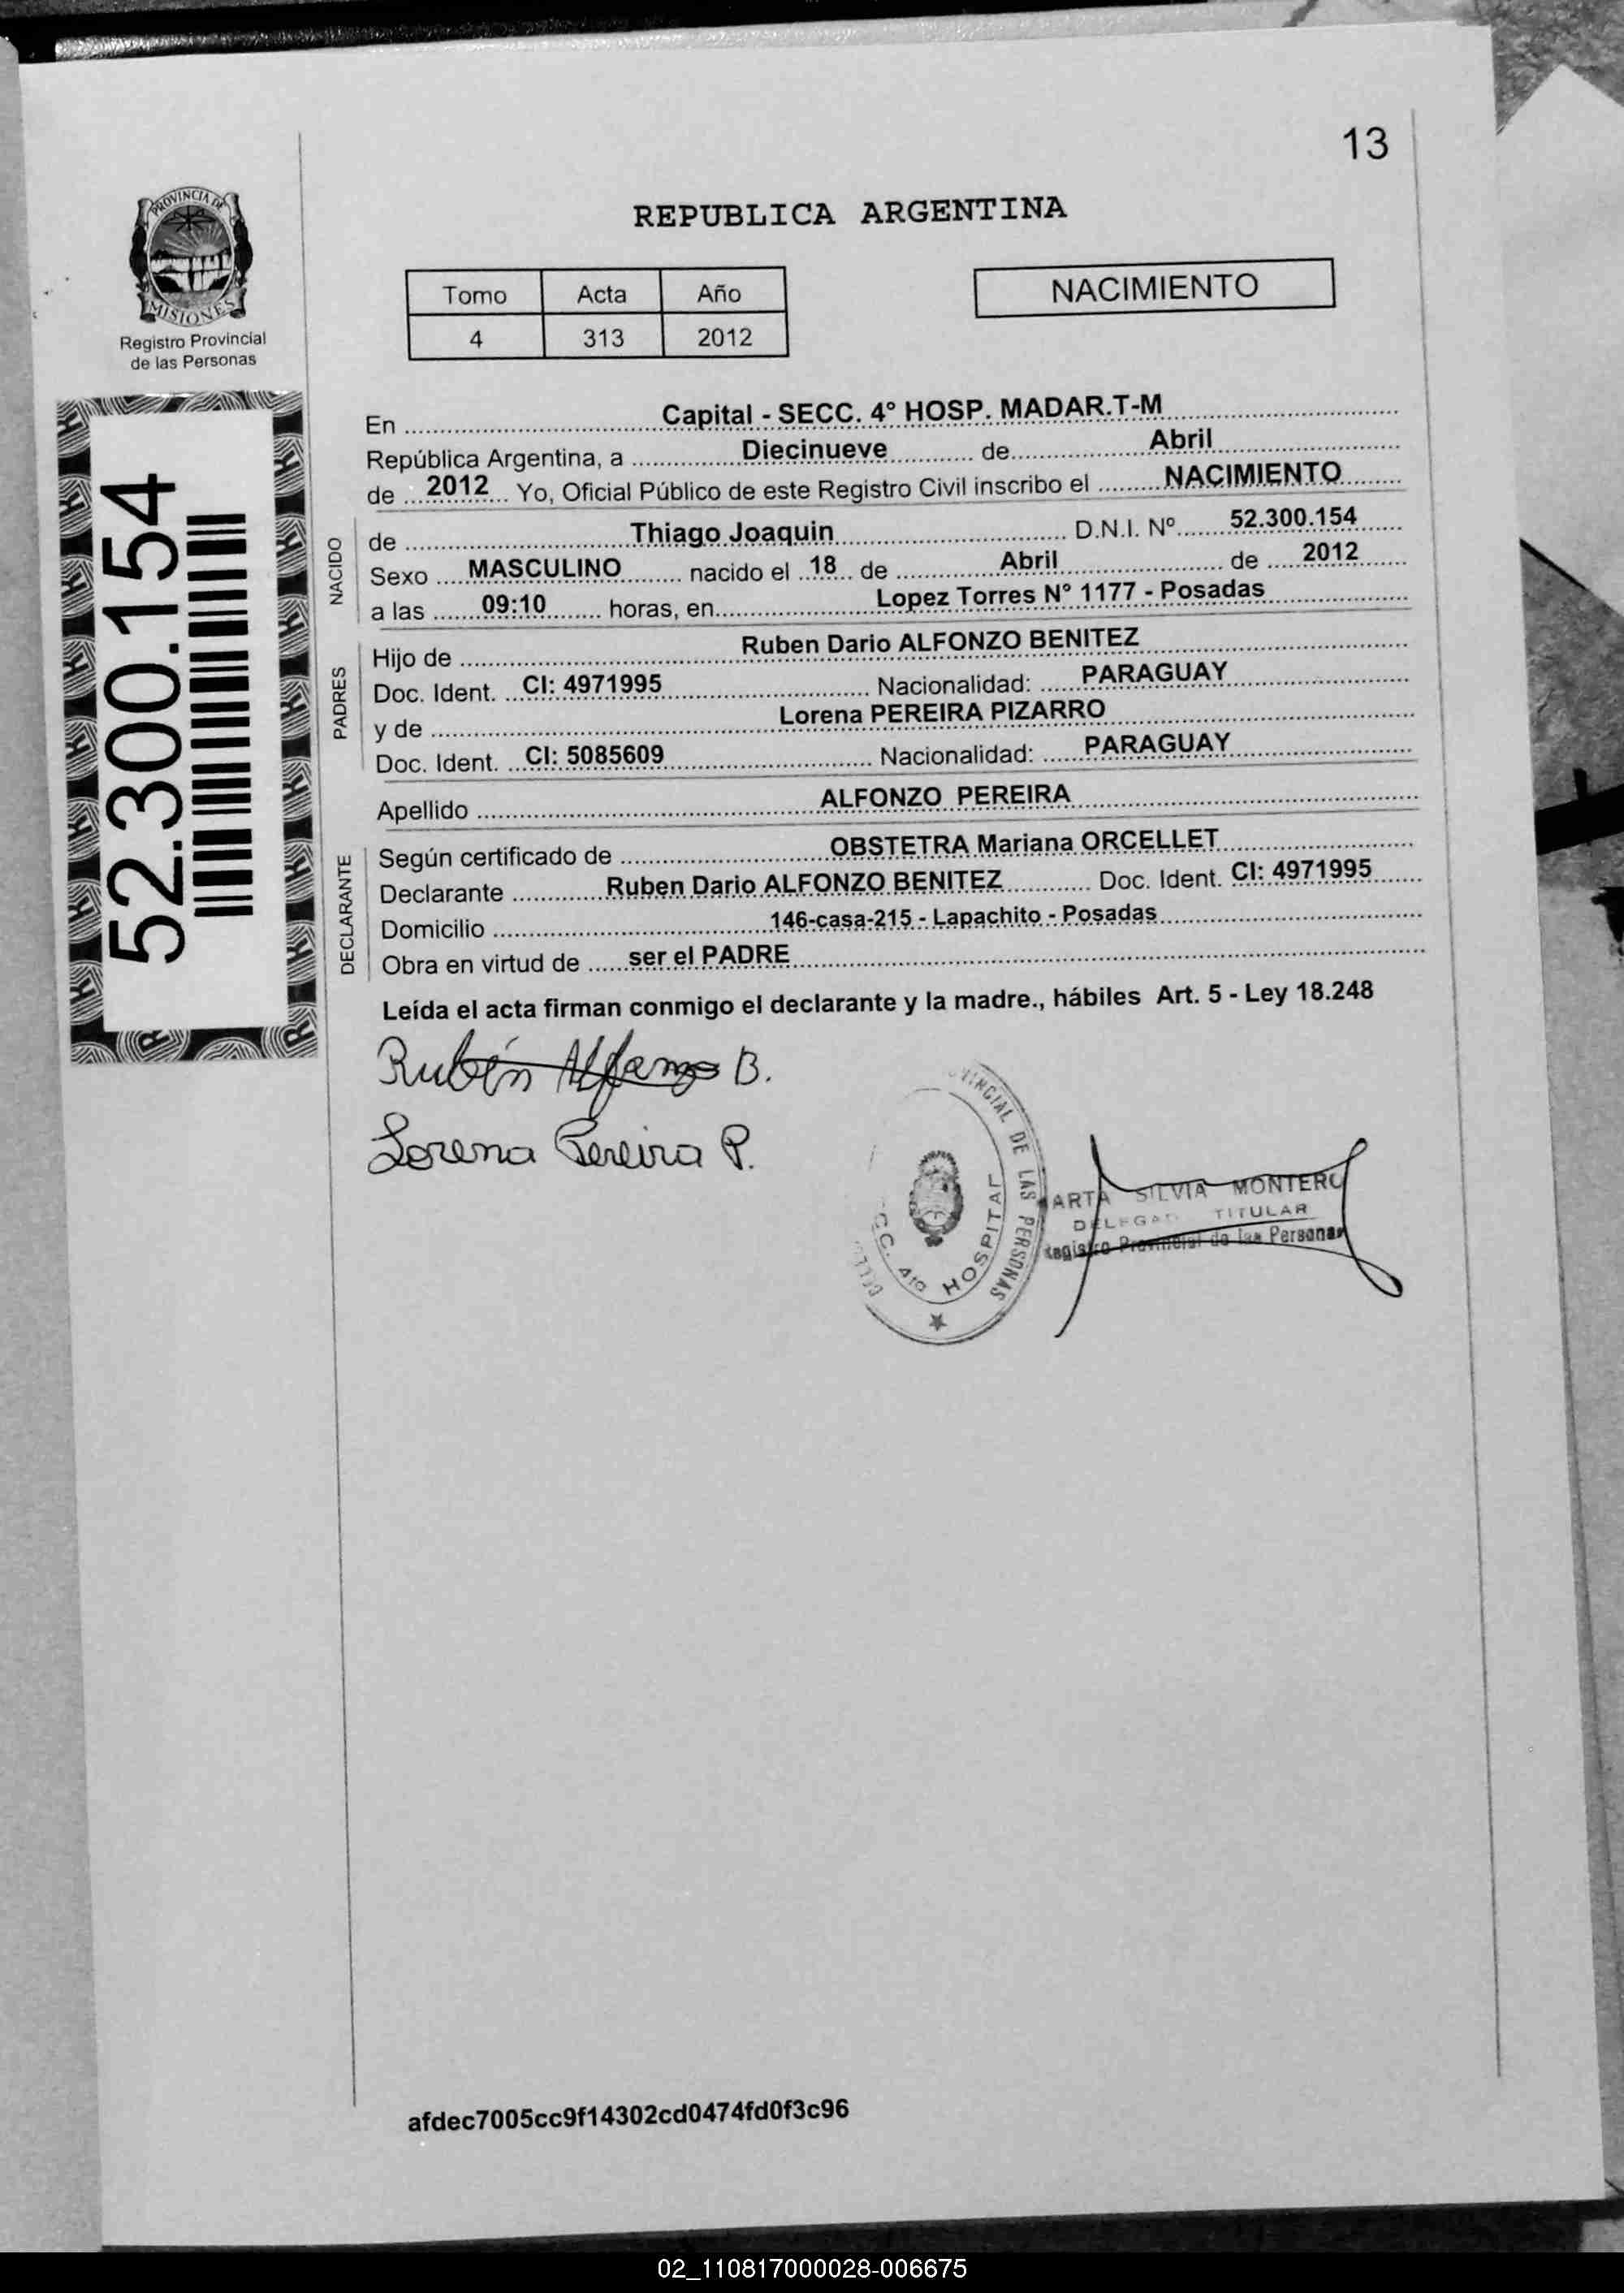 13
PROVINCIA DE
MISIONES
Registro Provincial
de las Personas
REPUBLICA ARGENTINA
Tomo Acta Año
4 313 2012
NACIMIENTO
52.300.154
En Capital - SECC. 4° HOSP. MADAR.T-M
República Argentina, a Diecinueve de Abril
de 2012 Yo, Oficial Público de este Registro Civil inscribo el NACIMIENTO
NACIDO
de Thiago Joaquin D.N.I. Nº 52.300.154
Sexo MASCULINO nacido el 18 de Abril de 2012
a las 09:10 horas, en Lopez Torres N° 1177 - Posadas
PADRES
Hijo de Ruben Dario ALFONZO BENITEZ
Doc. Ident. CI: 4971995 Nacionalidad: PARAGUAY
y de Lorena PEREIRA PIZARRO
Doc. Ident. CI: 5085609 Nacionalidad: PARAGUAY
Apellido ALFONZO PEREIRA
DECLARANTE
Según certificado de OBSTETRA Mariana ORCELLET
Declarante Ruben Dario ALFONZO BENITEZ Doc. Ident. CI: 4971995
Domicilio 146-casa-215 - Lapachito - Posadas
Obra en virtud de ser el PADRE
Leída el acta firman conmigo el declarante y la madre., hábiles Art. 5 - Ley 18.248
Rubén Alfonzo B.
Lorena Pereira P.
VINCIAL DE LAS PERSONAS
HOSPITAL
ARTA SILVIA MONTERO
TITULAR
Registro Provincial de las Personas
afdec7005cc9f14302cd0474fd0f3c96
02_110817000028-006675